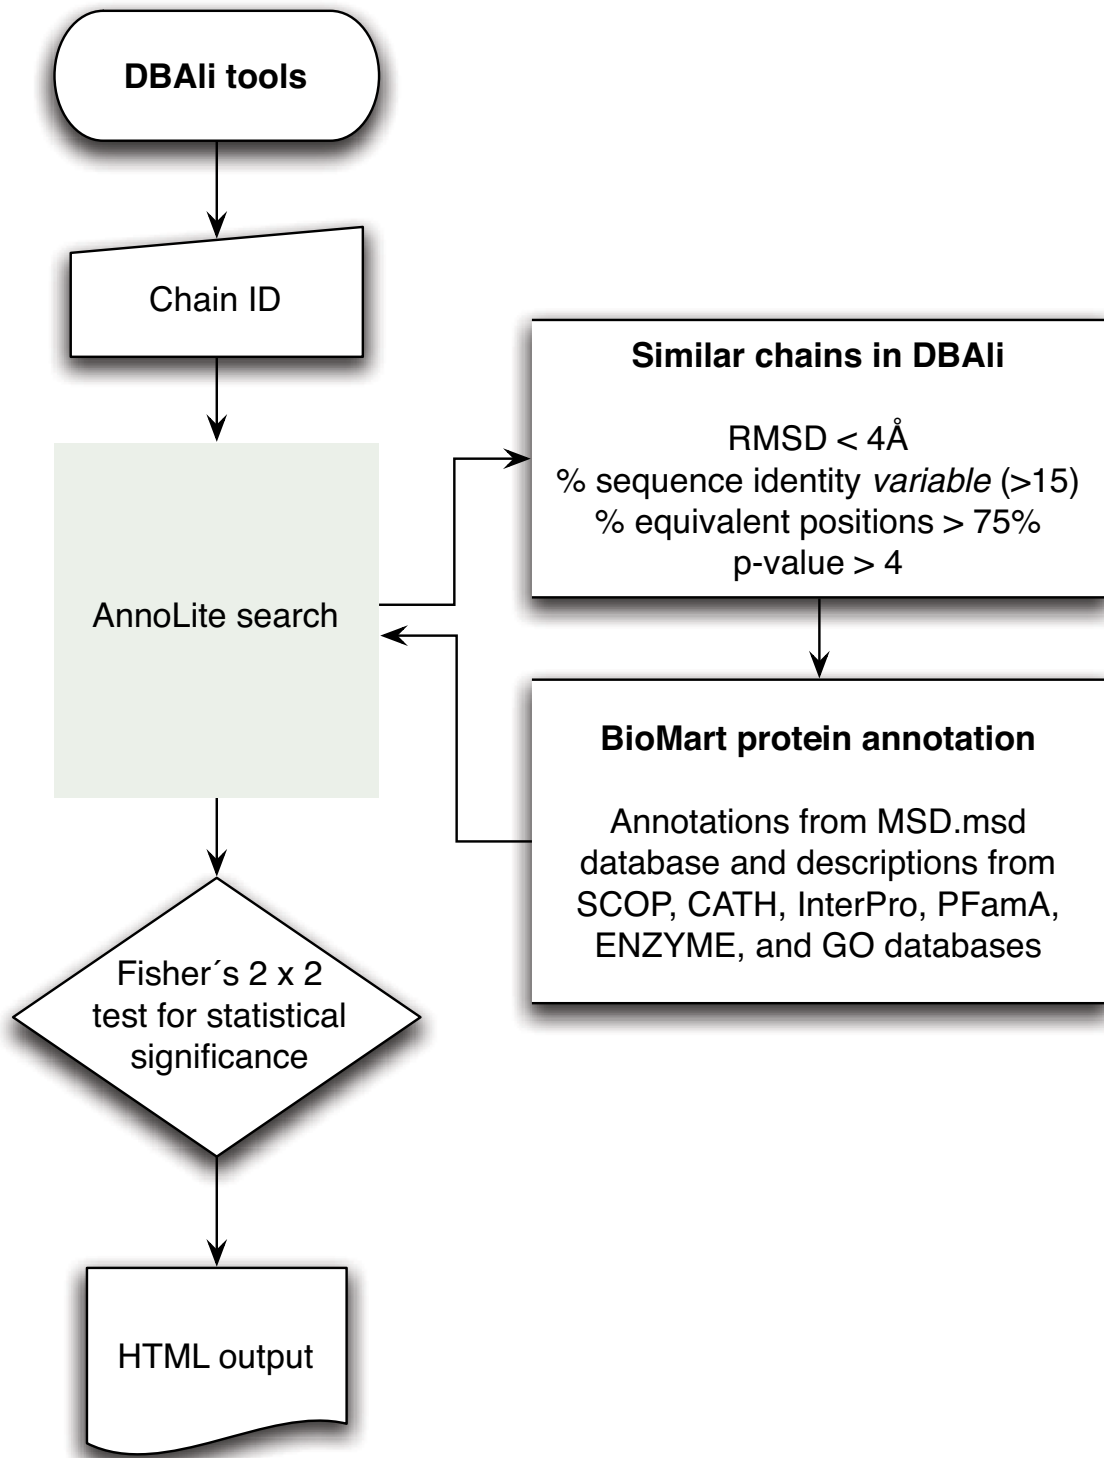 DBAli tools
Chain ID
AnnoLite search
Similar chains in DBAli
RMSD < 4Å
% sequence identity variable (>15)
% equivalent positions > 75%
p-value > 4
BioMart protein annotation
Annotations from MSD.msd
database and descriptions from
SCOP, CATH, InterPro, PFamA,
ENZYME, and GO databases
Fisher´s 2 x 2
test for statistical
significance
HTML output